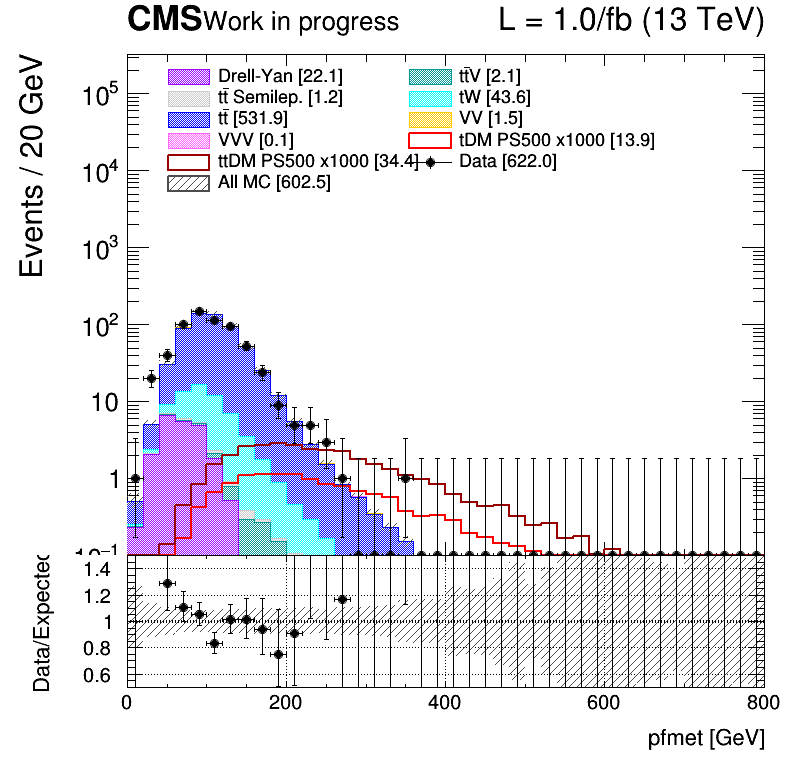 CMS Work in progress L = 1.0/fb (13 TeV)
Events / 20 GeV
Drell-Yan [22.1] tt̄V [2.1]
tt̄ Semilep. [1.2] tW [43.6]
tt̄ [531.9] VV [1.5]
VVV [0.1] tDM PS500 x1000 [13.9]
ttDM PS500 x1000 [34.4] Data [622.0]
All MC [602.5]
10⁵
10⁴
10³
10²
10
1
10⁻¹
Data/Expected
1.4
1.2
1
0.8
0.6
0 200 400 600 800
pfmet [GeV]